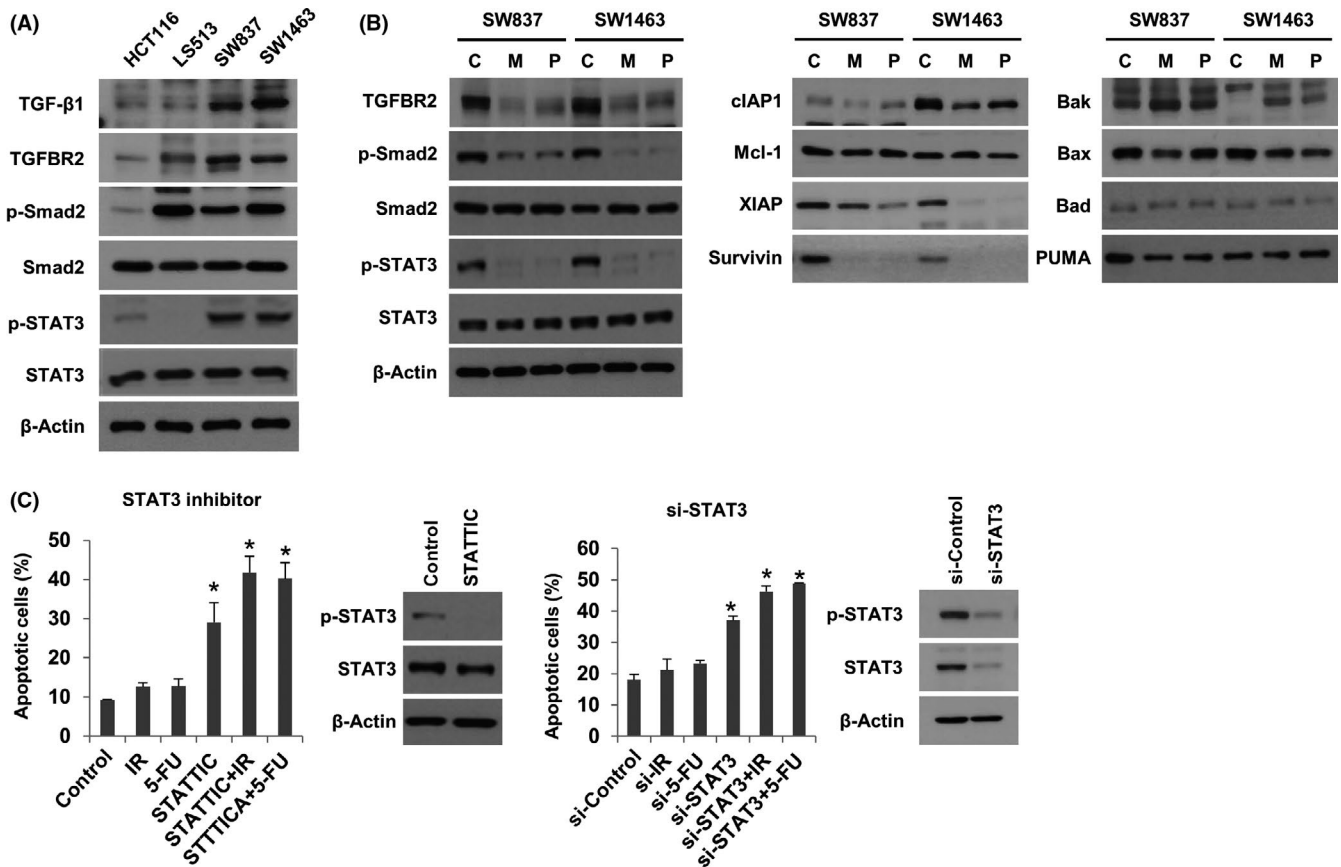 (A)
HCT116 LS513 SW837 SW1463
TGF-β1
TGFBR2
p-Smad2
Smad2
p-STAT3
STAT3
β-Actin
(B)
SW837 SW1463
C M P C M P
TGFBR2
p-Smad2
Smad2
p-STAT3
STAT3
β-Actin
SW837 SW1463
C M P C M P
cIAP1
Mcl-1
XIAP
Survivin
SW837 SW1463
C M P C M P
Bak
Bax
Bad
PUMA
(C)
STAT3 inhibitor
Apoptotic cells (%)
50
40
30
20
10
0
* * *
Control IR 5-FU STATTIC STATTIC+IR STTTICA+5-FU
Control STATTIC
p-STAT3
STAT3
β-Actin
si-STAT3
Apoptotic cells (%)
60
50
40
30
20
10
0
* * *
si-Control si-IR si-5-FU si-STAT3 si-STAT3+IR si-STAT3+5-FU
si-Control si-STAT3
p-STAT3
STAT3
β-Actin